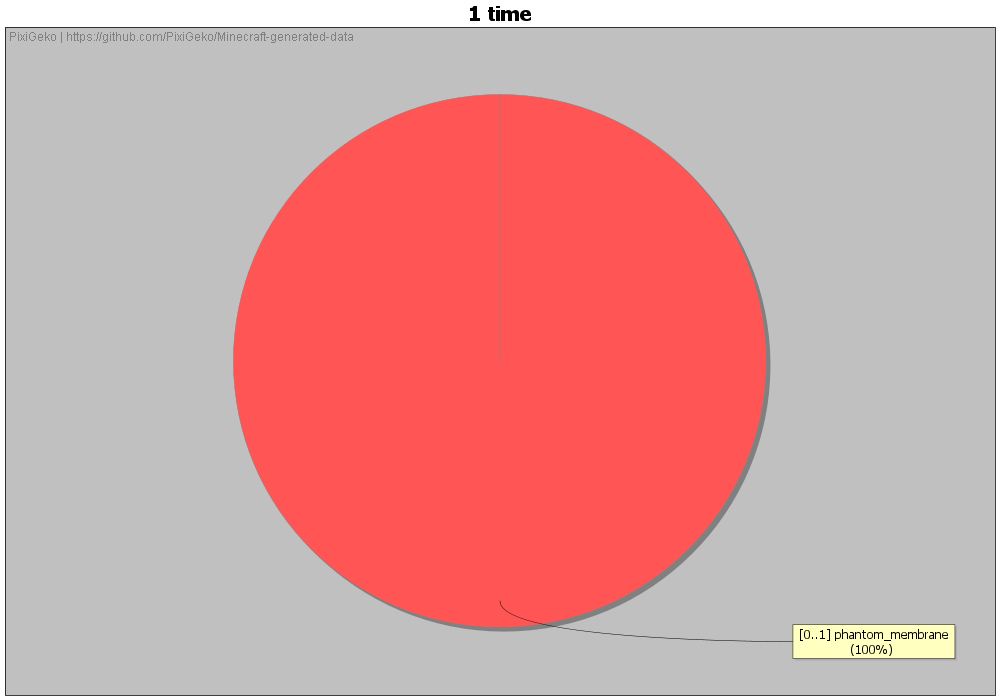 1 time
PixiGeko | https://github.com/PixiGeko/Minecraft-generated-data
[0..1] phantom_membrane
(100%)